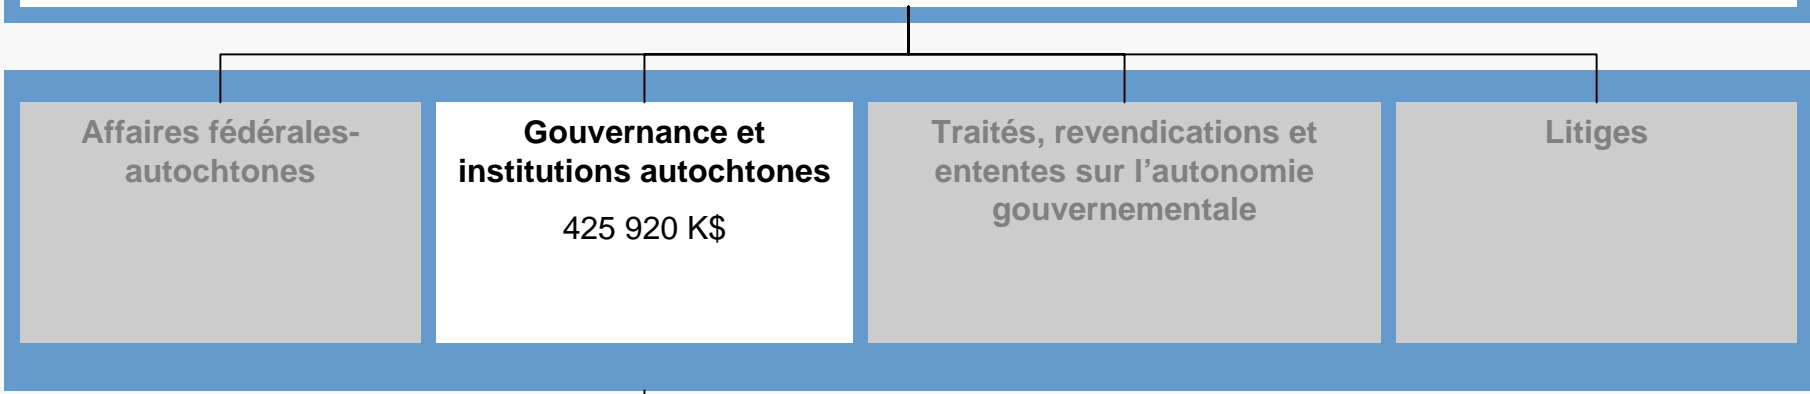 Affaires fédérales-
autochtones
Gouvernance et
institutions autochtones
425 920 K$
Traités, revendications et
ententes sur l’autonomie
gouvernementale
Litiges